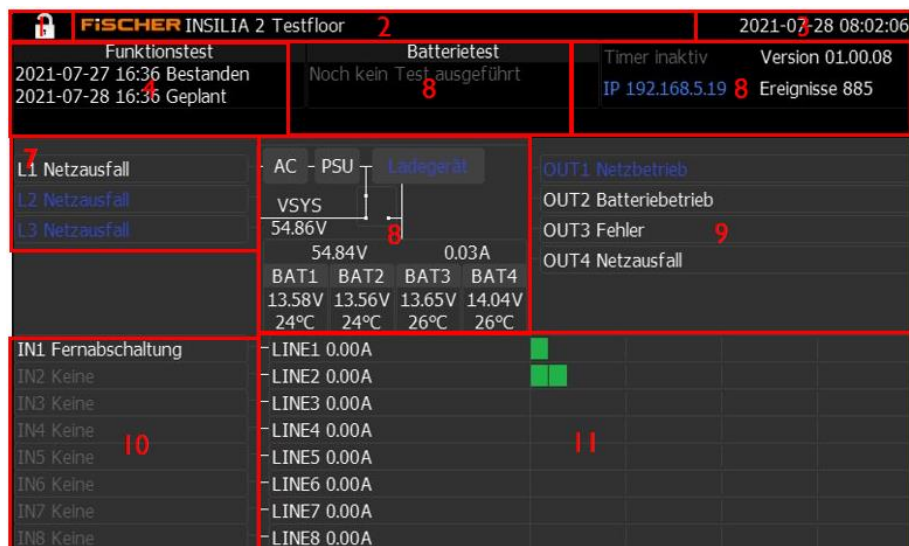 1 FiSCHER INSILIA 2 Testfloor 2 2021-07-28 08:02:06 3
Funktionstest
2021-07-27 16:36 Bestanden
2021-07-28 16:36 Geplant
4
Batterietest
Noch kein Test ausgeführt
8
Timer inaktiv Version 01.00.08
IP 192.168.5.19 8 Ereignisse 885
7
L1 Netzausfall
L2 Netzausfall
L3 Netzausfall
AC PSU Ladegerät
VSYS
54.86V
8
54.84V 0.03A
BAT1 BAT2 BAT3 BAT4
13.58V 13.56V 13.65V 14.04V
24°C 24°C 26°C 26°C
OUT1 Netzbetrieb
OUT2 Batteriebetrieb
OUT3 Fehler
9
OUT4 Netzausfall
IN1 Fernabschaltung
IN2 Keine
IN3 Keine
IN4 Keine
10
IN5 Keine
IN6 Keine
IN7 Keine
IN8 Keine
LINE1 0.00A
LINE2 0.00A
LINE3 0.00A
LINE4 0.00A
11
LINE5 0.00A
LINE6 0.00A
LINE7 0.00A
LINE8 0.00A